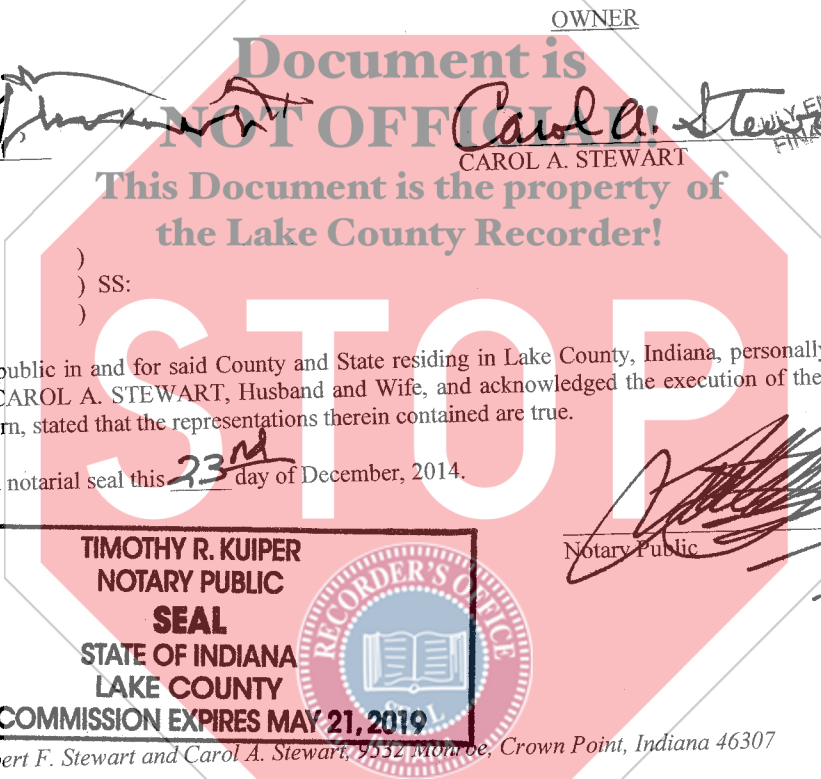 OWNER
Document is
NOT OFFICIAL!
Carol A. Stewart
CAROL A. STEWART
This Document is the property of
the Lake County Recorder!
)
) SS:
)
STOP
public in and for said County and State residing in Lake County, Indiana, personally
CAROL A. STEWART, Husband and Wife, and acknowledged the execution of the
rn, stated that the representations therein contained are true.
notarial seal this 23rd day of December, 2014.
Notary Public
TIMOTHY R. KUIPER
NOTARY PUBLIC
SEAL
STATE OF INDIANA
LAKE COUNTY
COMMISSION EXPIRES MAY 21, 2019
RECORDER'S OFFICE
SEAL
ert F. Stewart and Carol A. Stewart, 9532 Monroe, Crown Point, Indiana 46307